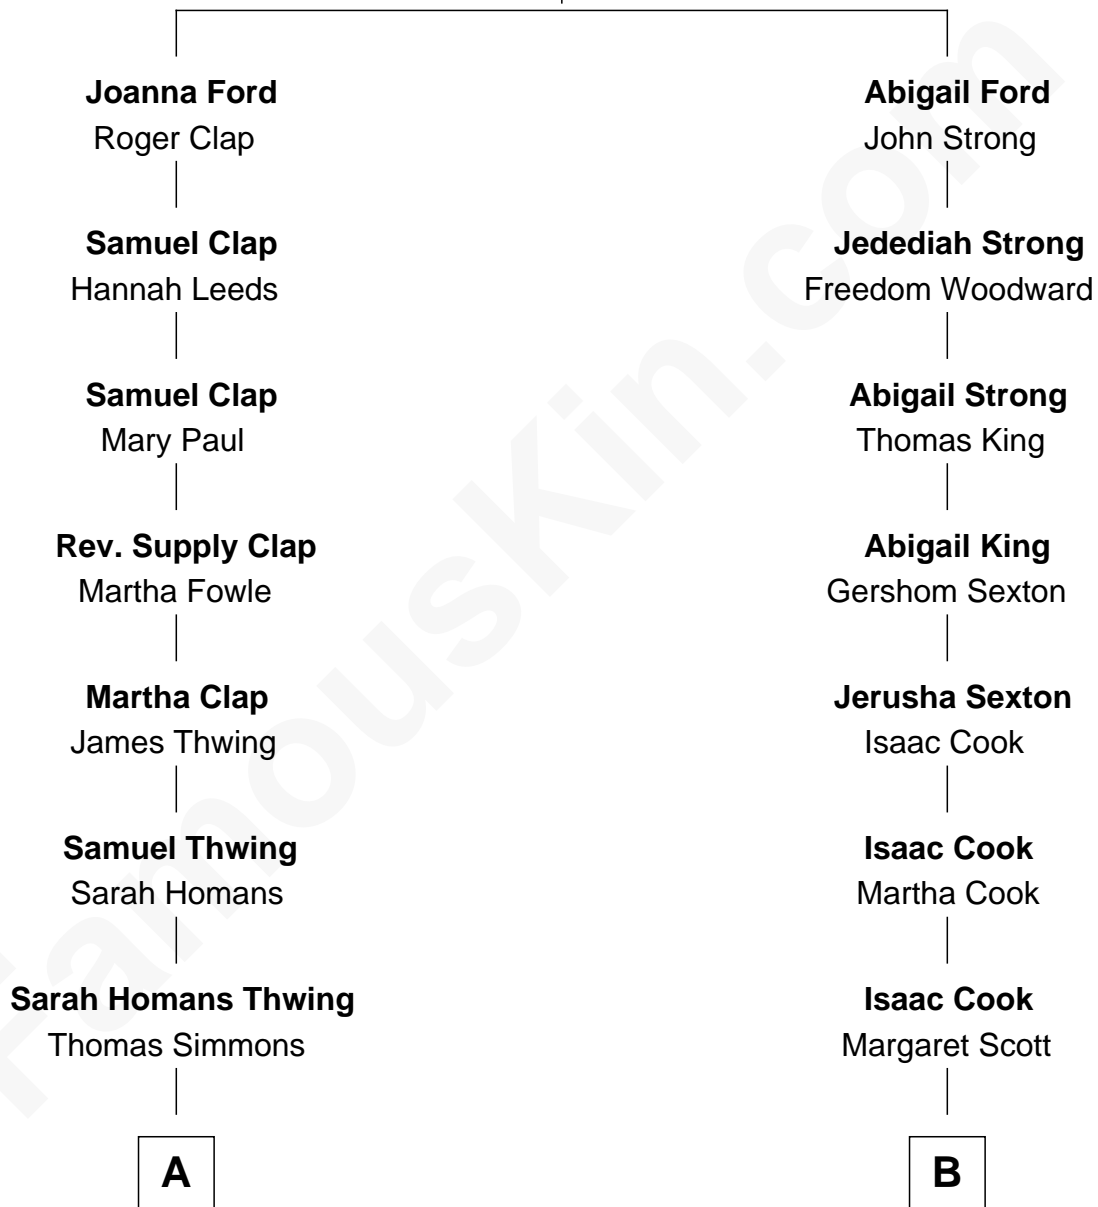 Joanna Ford
Roger Clap
Samuel Clap
Hannah Leeds
Samuel Clap
Mary Paul
Rev. Supply Clap
Martha Fowle
Martha Clap
James Thwing
Samuel Thwing
Sarah Homans
Sarah Homans Thwing
Thomas Simmons
A
Abigail Ford
John Strong
Jedediah Strong
Freedom Woodward
Abigail Strong
Thomas King
Abigail King
Gershom Sexton
Jerusha Sexton
Isaac Cook
Isaac Cook
Martha Cook
Isaac Cook
Margaret Scott
B
FamousKin.com